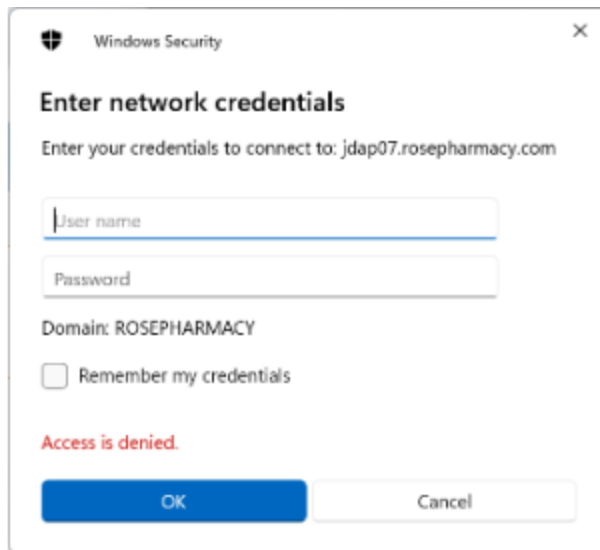 Windows Security
Enter network credentials
Enter your credentials to connect to: jdap07.rosepharmacy.com
User name
Password
Domain: ROSEPHARMACY
Remember my credentials
Access is denied.
OK
Cancel